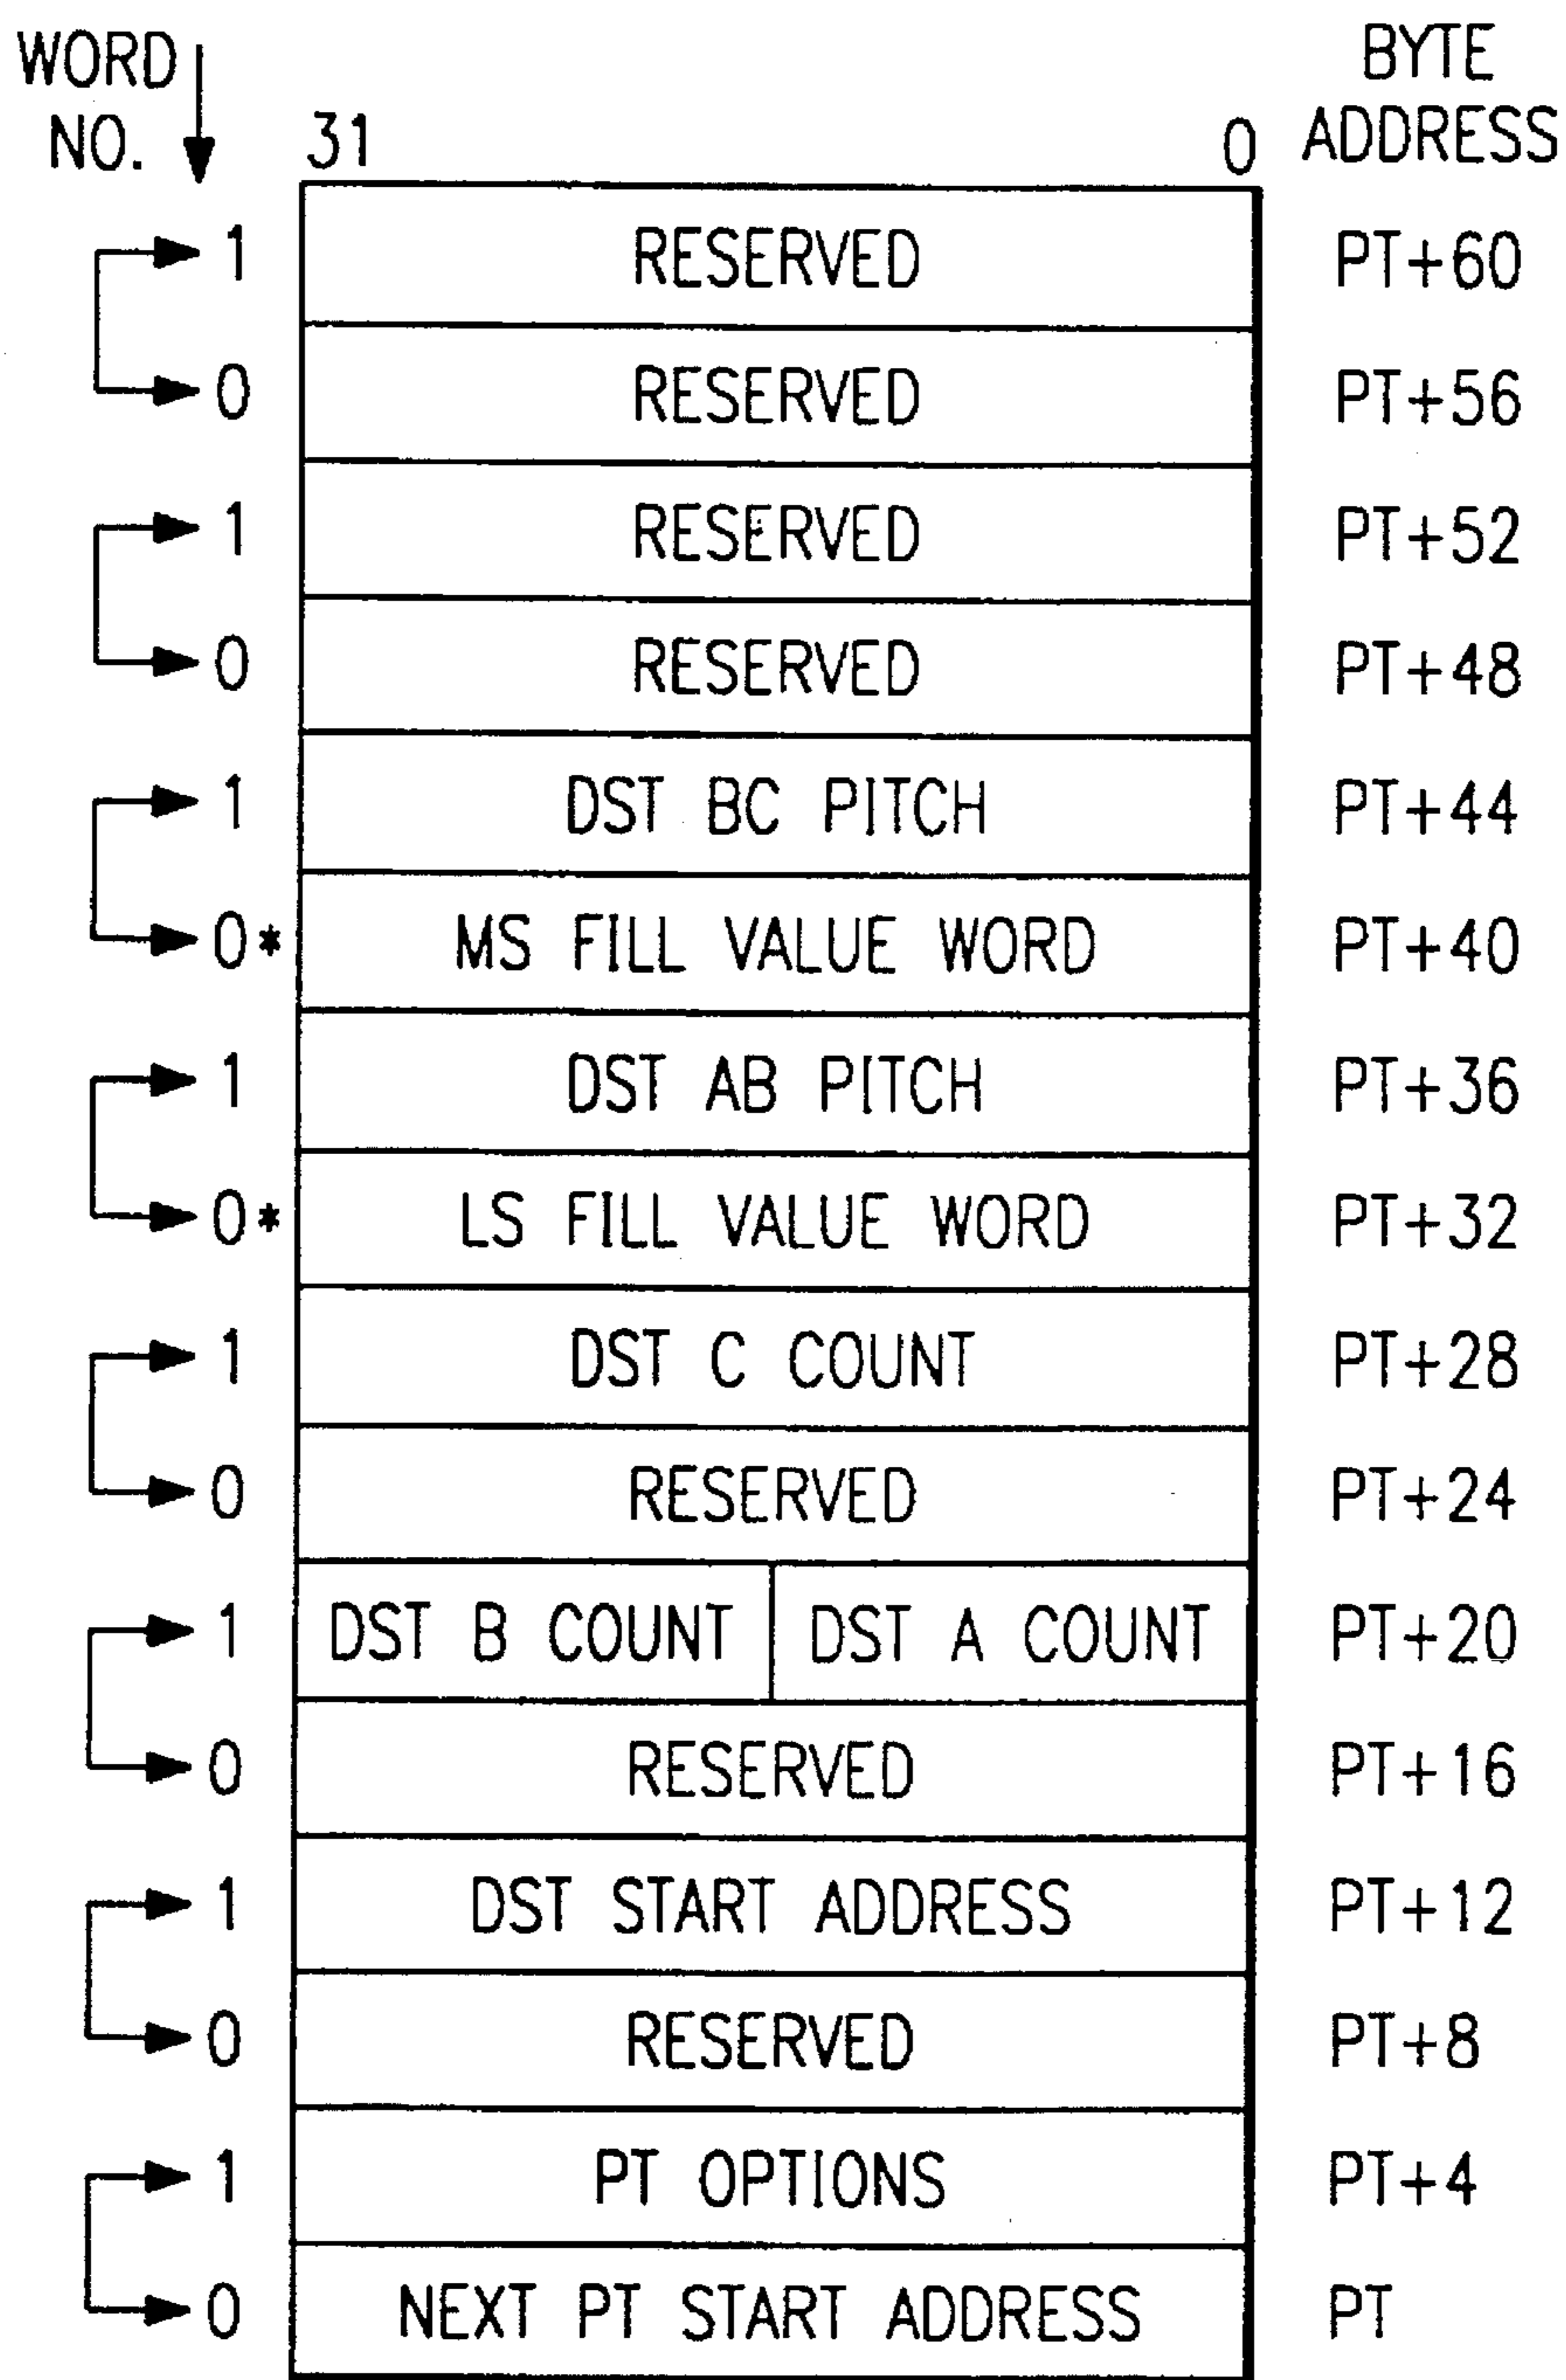 WORD NO. 31 0 BYTE ADDRESS
1 RESERVED PT+60
0 RESERVED PT+56
1 RESERVED PT+52
0 RESERVED PT+48
1 DST BC PITCH PT+44
0* MS FILL VALUE WORD PT+40
1 DST AB PITCH PT+36
0* LS FILL VALUE WORD PT+32
1 DST C COUNT PT+28
0 RESERVED PT+24
1 DST B COUNT DST A COUNT PT+20
0 RESERVED PT+16
1 DST START ADDRESS PT+12
0 RESERVED PT+8
1 PT OPTIONS PT+4
0 NEXT PT START ADDRESS PT